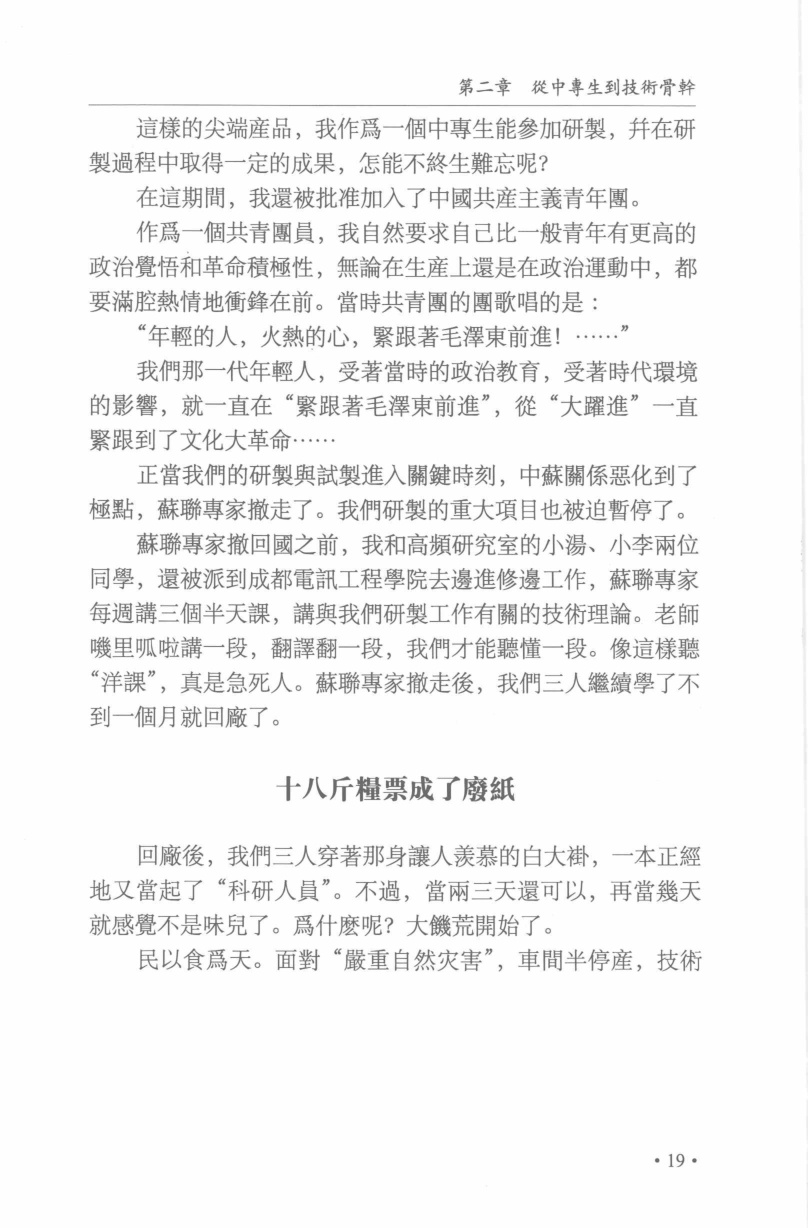 第二章 從中專生到技術骨幹
這樣的尖端産品，我作爲一個中專生能參加研製，幷在研
製過程中取得一定的成果，怎能不終生難忘呢？
在這期間，我還被批准加入了中國共産主義青年團。
作爲一個共青團員，我自然要求自己比一般青年有更高的
政治覺悟和革命積極性，無論在生産上還是在政治運動中，都
要滿腔熱情地衝鋒在前。當時共青團的團歌唱的是：
“年輕的人，火熱的心，緊跟著毛澤東前進！……”
我們那一代年輕人，受著當時的政治教育，受著時代環境
的影響，就一直在“緊跟著毛澤東前進”，從“大躍進”一直
緊跟到了文化大革命……
正當我們的研製與試製進入關鍵時刻，中蘇關係惡化到了
極點，蘇聯專家撤走了。我們研製的重大項目也被迫暫停了。
蘇聯專家撤回國之前，我和高頻研究室的小湯、小李兩位
同學，還被派到成都電訊工程學院去邊進修邊工作，蘇聯專家
每週講三個半天課，講與我們研製工作有關的技術理論。老師
嘰里呱啦講一段，翻譯翻一段，我們才能聽懂一段。像這樣聽
“洋課”，真是急死人。蘇聯專家撤走後，我們三人繼續學了不
到一個月就回廠了。
十八斤糧票成了廢紙
回廠後，我們三人穿著那身讓人羨慕的白大褂，一本正經
地又當起了“科研人員”。不過，當兩三天還可以，再當幾天
就感覺不是味兒了。爲什麽呢？大饑荒開始了。
民以食爲天。面對“嚴重自然灾害”，車間半停産，技術
·19·